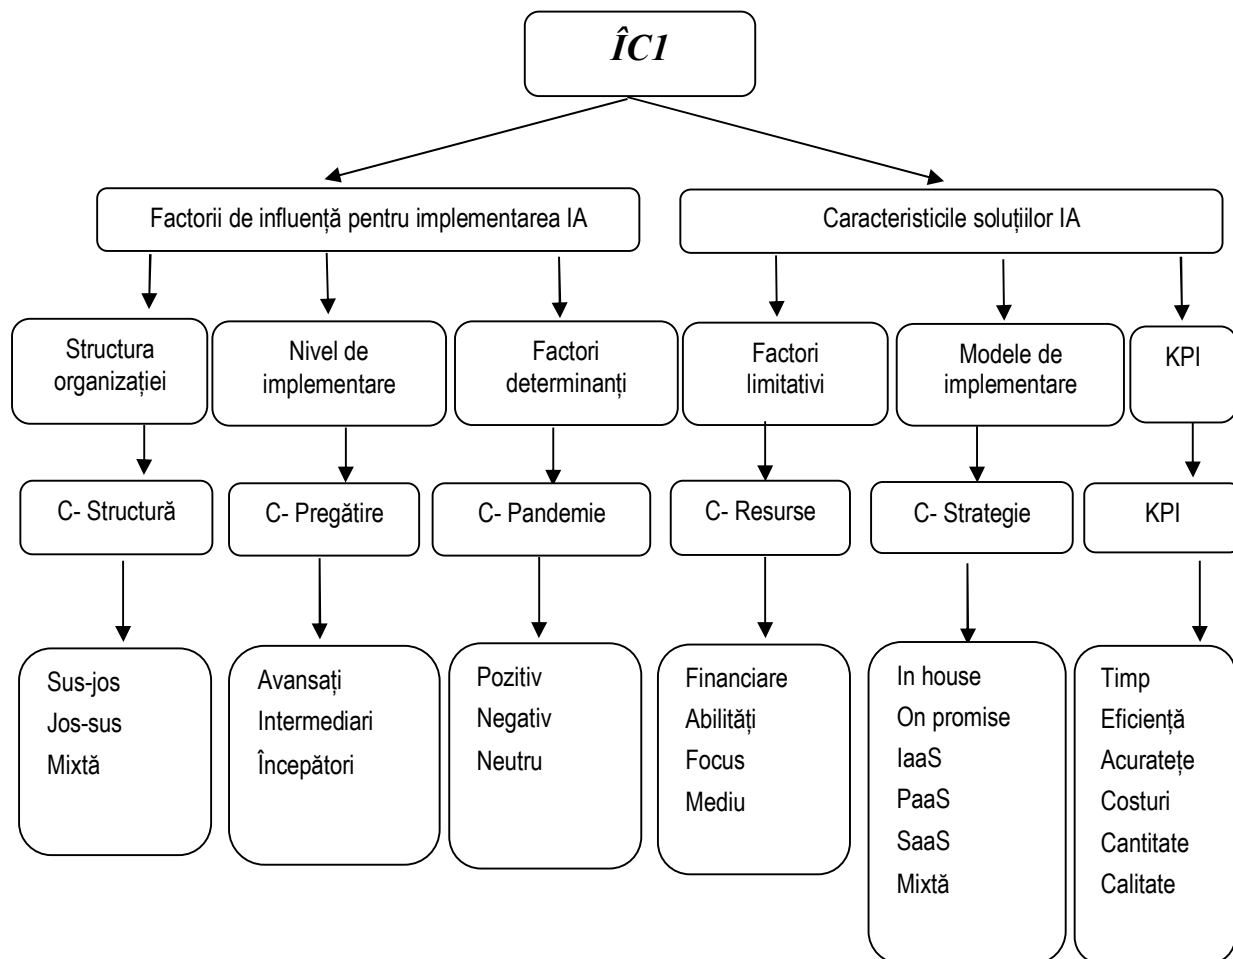 ÎC1
Factorii de influență pentru implementarea IA
Caracteristicile soluțiilor IA
Structura
organizației
Nivel de
implementare
Factori
determinanți
Factori
limitativi
Modele de
implementare
KPI
C- Structură
C- Pregătire
C- Pandemie
C- Resurse
C- Strategie
KPI
Sus-jos
Jos-sus
Mixtă
Avansați
Intermediari
Începători
Pozitiv
Negativ
Neutru
Financiare
Abilități
Focus
Mediu
In house
On promise
IaaS
PaaS
SaaS
Mixtă
Timp
Eficiență
Acuratețe
Costuri
Cantitate
Calitate